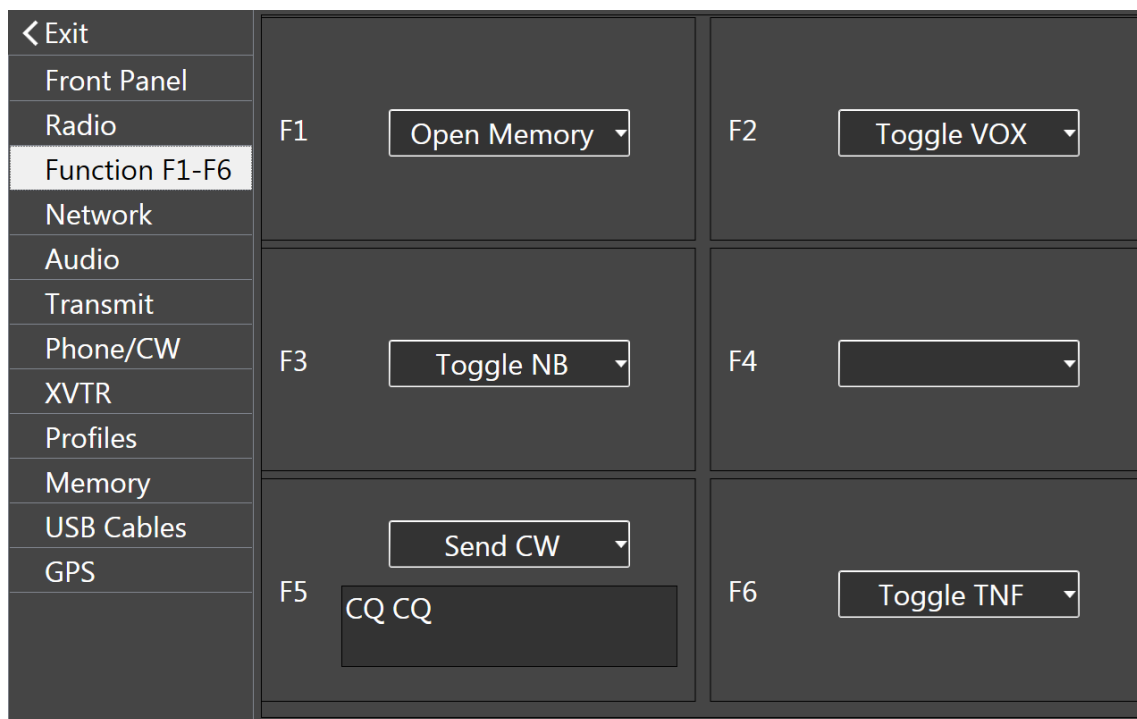 Exit
Front Panel
Radio
Function F1-F6
Network
Audio
Transmit
Phone/CW
XVTR
Profiles
Memory
USB Cables
GPS
F1
Open Memory
F2
Toggle VOX
F3
Toggle NB
F4
F5
Send CW
CQ CQ
F6
Toggle TNF